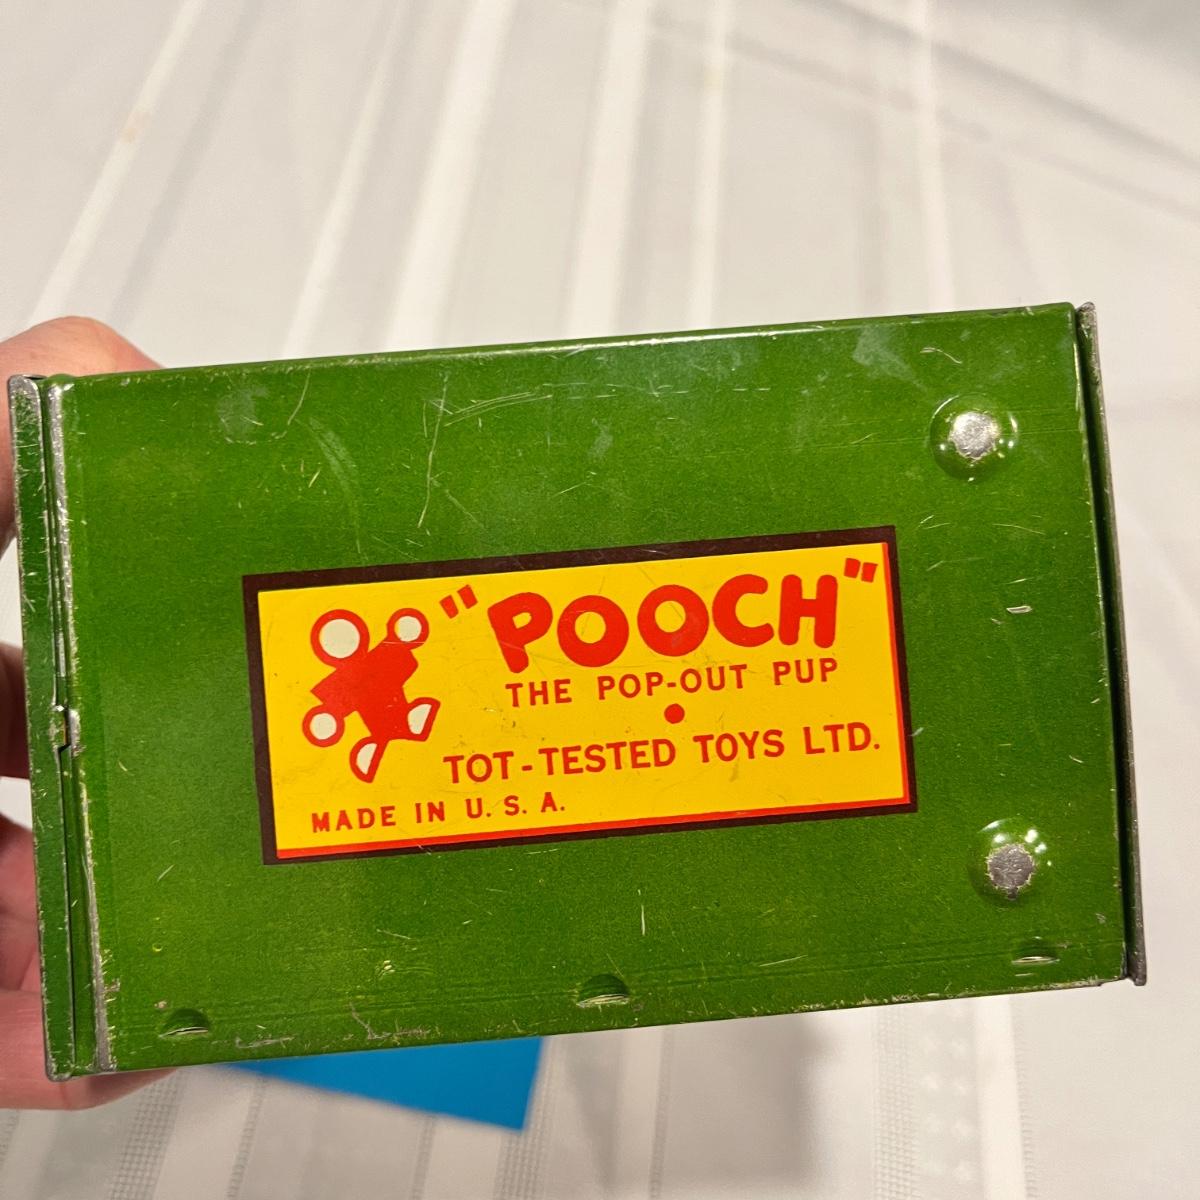 "POOCH"
THE POP-OUT PUP
TOT-TESTED TOYS LTD.
MADE IN U. S. A.